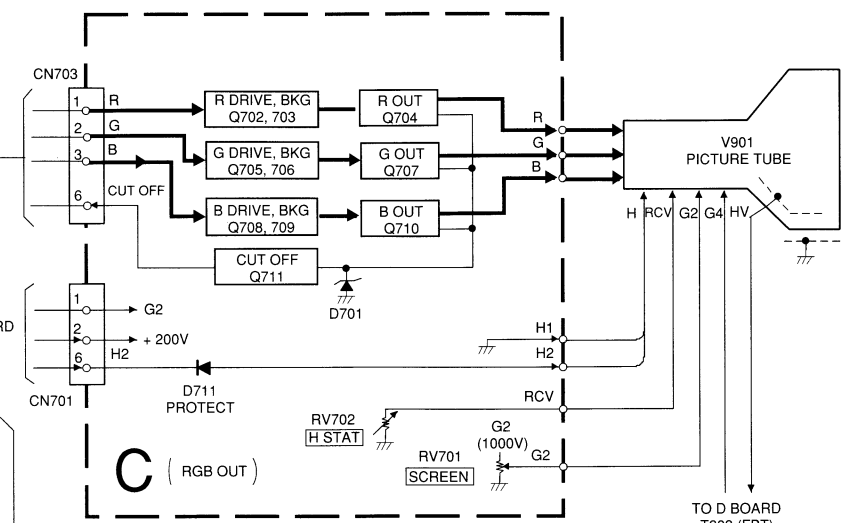 CN703
1
R
R DRIVE, BKG
Q702, 703
R OUT
Q704
R
2
G
G DRIVE, BKG
Q705, 706
G OUT
Q707
G
3
B
B DRIVE, BKG
Q708, 709
B OUT
Q710
B
V901
PICTURE TUBE
6
CUT OFF
CUT OFF
Q711
D701
H RCV G2 G4 HV
1
G2
2
+ 200V
6
H2
RD
CN701
D711
PROTECT
H1
H2
RCV
RV702
H STAT
G2
(1000V)
G2
RV701
SCREEN
C (RGB OUT)
TO D BOARD